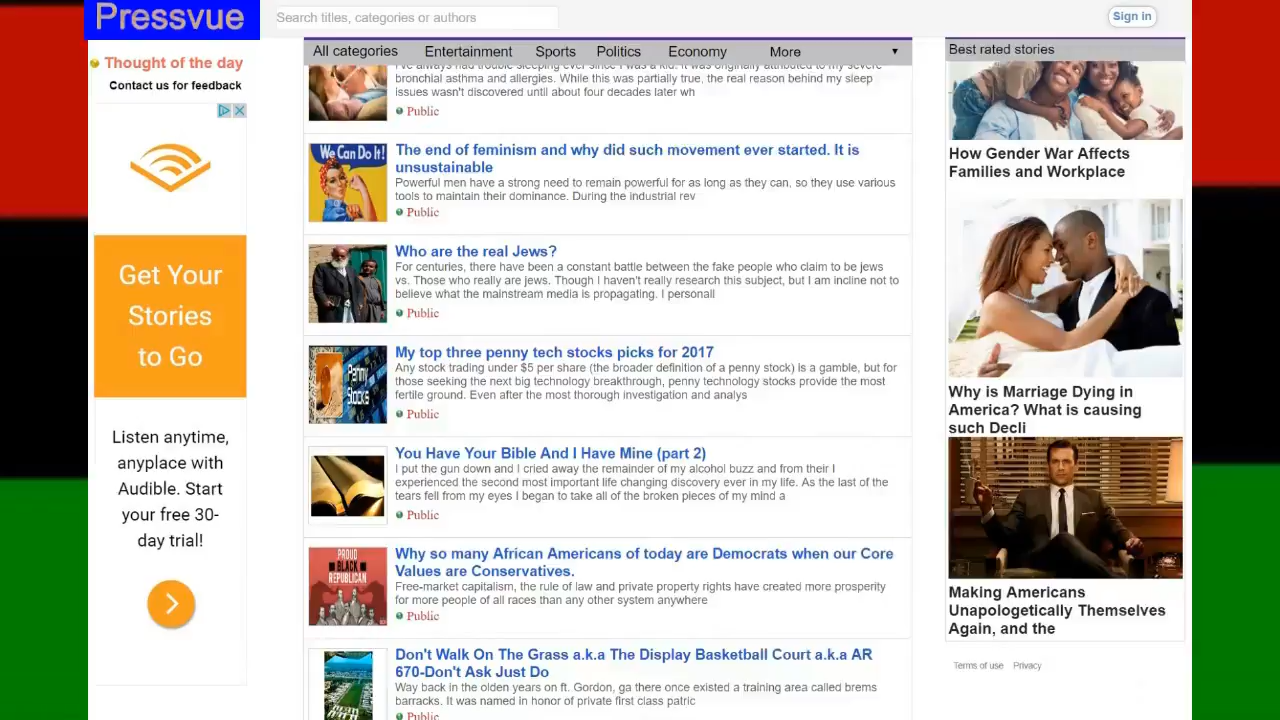 Pressvue
Search titles, categories or authors
Sign in
Thought of the day
Contact us for feedback
Get Your
Stories
to Go
Listen anytime,
anyplace with
Audible. Start
your free 30-
day trial!
All categories Entertainment Sports Politics Economy More
bronchial asthma and allergies. While this was partially true, the real reason behind my sleep
issues wasn't discovered until about four decades later wh
Public
We Can Do It!
The end of feminism and why did such movement ever started. It is
unsustainable
Powerful men have a strong need to remain powerful for as long as they can, so they use various
tools to maintain their dominance. During the industrial rev
Public
Who are the real Jews?
For centuries, there have been a constant battle between the fake people who claim to be jews
vs. Those who really are jews. Though I haven't really research this subject, but I am incline not to
believe what the mainstream media is propagating. I personall
Public
Penny
Stocks
My top three penny tech stocks picks for 2017
Any stock trading under $5 per share (the broader definition of a penny stock) is a gamble, but for
those seeking the next big technology breakthrough, penny technology stocks provide the most
fertile ground. Even after the most thorough investigation and analys
Public
You Have Your Bible And I Have Mine (part 2)
I put the gun down and I cried away the remainder of my alcohol buzz and from their I
experienced the second most important life changing discovery ever in my life. As the last of the
tears fell from my eyes I began to take all of the broken pieces of my mind a
Public
PROUD
BLACK
REPUBLICAN
Why so many African Americans of today are Democrats when our Core
Values are Conservatives.
Free-market capitalism, the rule of law and private property rights have created more prosperity
for more people of all races than any other system anywhere
Public
Don't Walk On The Grass a.k.a The Display Basketball Court a.k.a AR
670-Don't Ask Just Do
Way back in the olden years on ft. Gordon, ga there once existed a training area called brems
barracks. It was named in honor of private first class patric
Public
Best rated stories
How Gender War Affects
Families and Workplace
Why is Marriage Dying in
America? What is causing
such Decli
Making Americans
Unapologetically Themselves
Again, and the
Terms of use Privacy